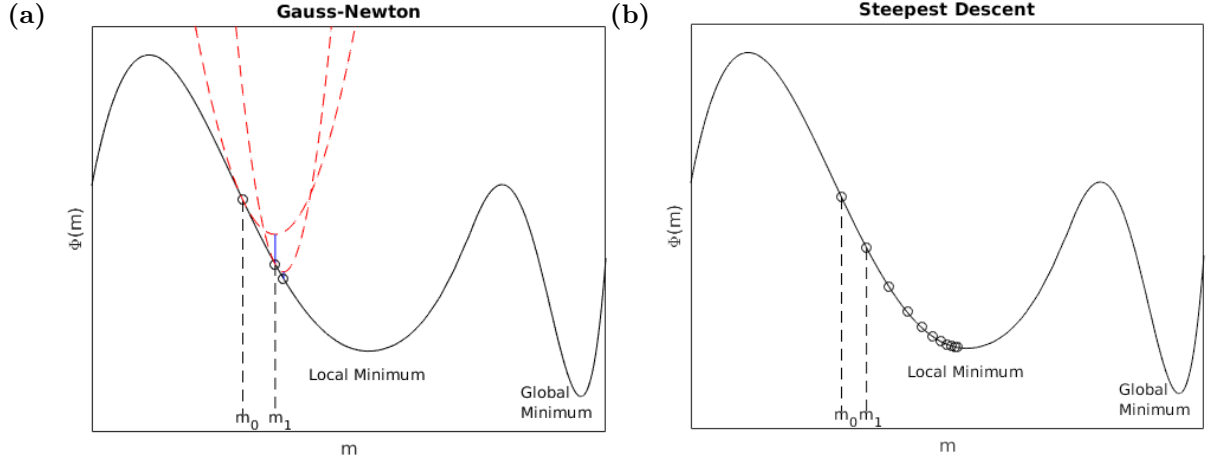 (a)
Gauss-Newton
Φ(m)
Local Minimum
Global
Minimum
m0
m1
m
(b)
Steepest Descent
Φ(m)
Local Minimum
Global
Minimum
m0
m1
m